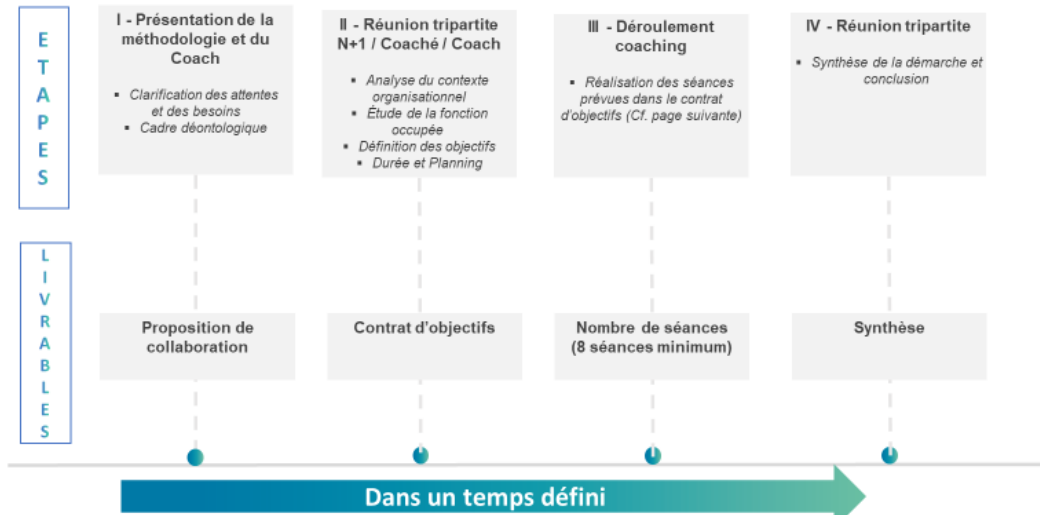 ETAPES
I - Présentation de la
méthodologie et du
Coach
▪ Clarification des attentes
et des besoins
▪ Cadre déontologique
II - Réunion tripartite
N+1 / Coaché / Coach
▪ Analyse du contexte
organisationnel
▪ Étude de la fonction
occupée
▪ Définition des objectifs
▪ Durée et Planning
III - Déroulement
coaching
▪ Réalisation des séances
prévues dans le contrat
d'objectifs (Cf. page suivante)
IV - Réunion tripartite
▪ Synthèse de la démarche et
conclusion
LIVRABLES
Proposition de
collaboration
Contrat d'objectifs
Nombre de séances
(8 séances minimum)
Synthèse
Dans un temps défini